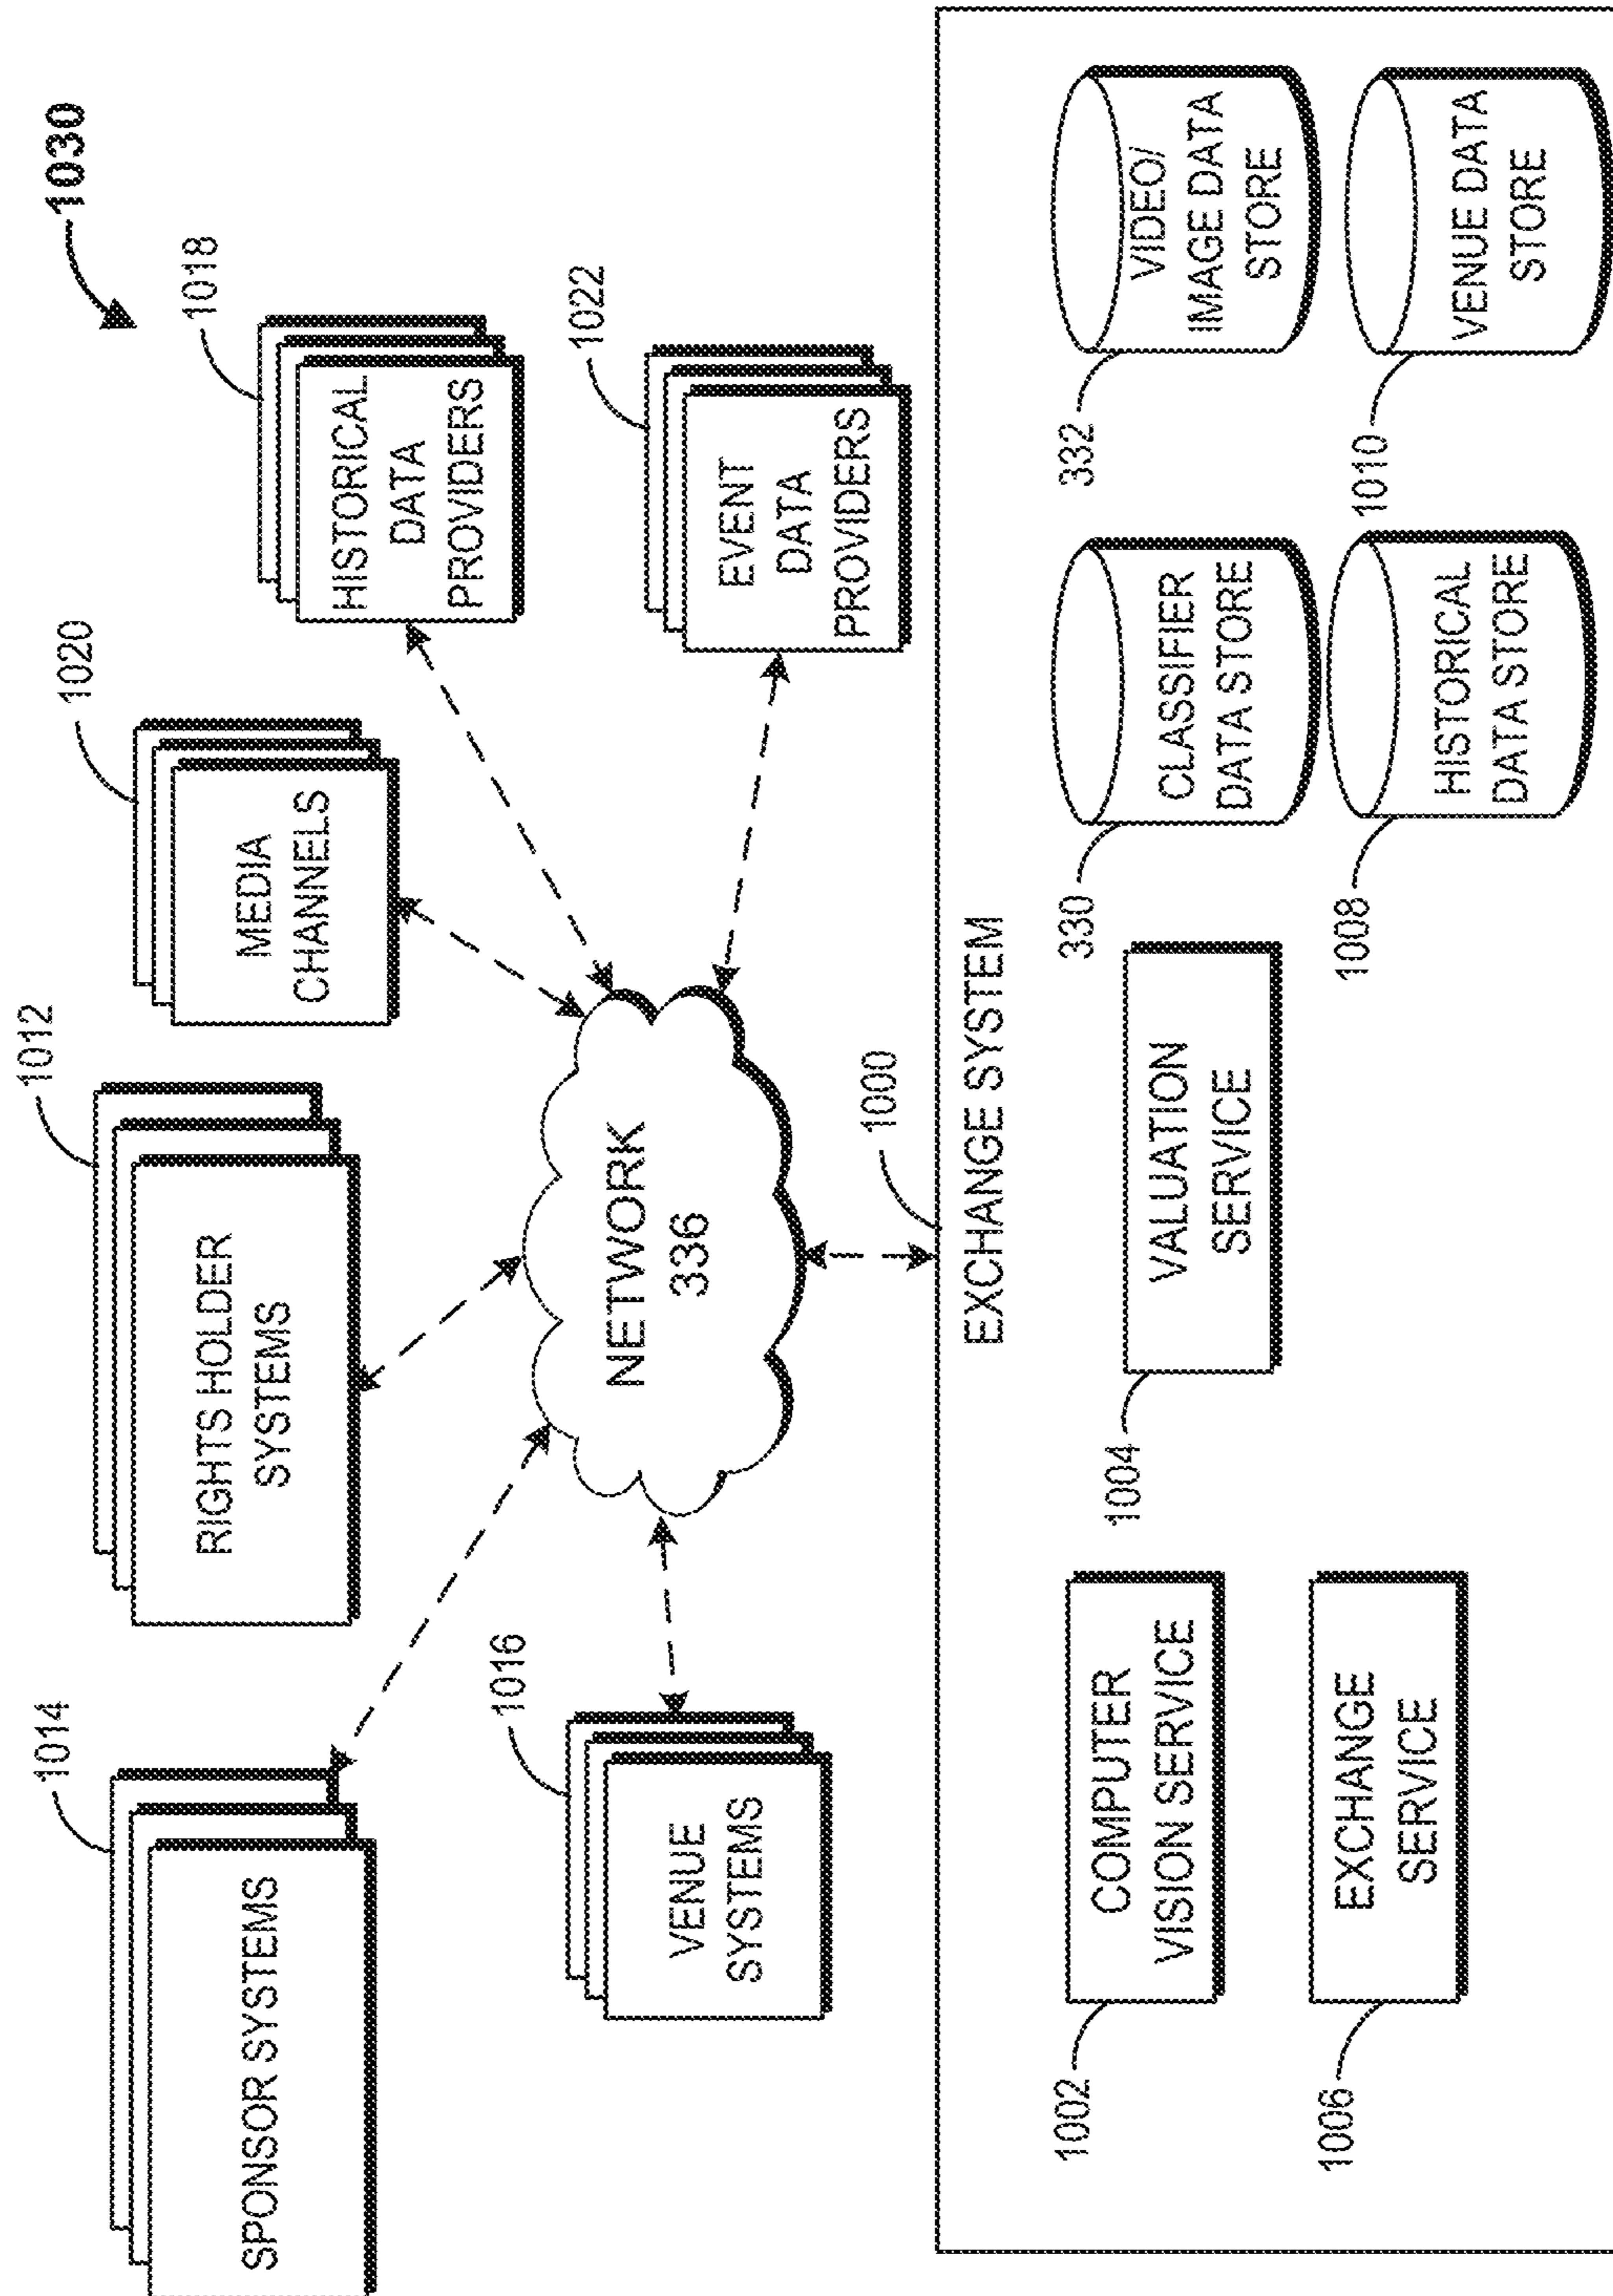 1030
1014
SPONSOR SYSTEMS
1012
RIGHTS HOLDER
SYSTEMS
1020
MEDIA
CHANNELS
1018
HISTORICAL
DATA
PROVIDERS
1016
VENUE
SYSTEMS
NETWORK
336
1022
EVENT
DATA
PROVIDERS
1000
EXCHANGE SYSTEM
1002
COMPUTER
VISION SERVICE
1004
VALUATION
SERVICE
330
CLASSIFIER
DATA STORE
332
VIDEO/
IMAGE DATA
STORE
1006
EXCHANGE
SERVICE
1008
HISTORICAL
DATA STORE
1010
VENUE DATA
STORE